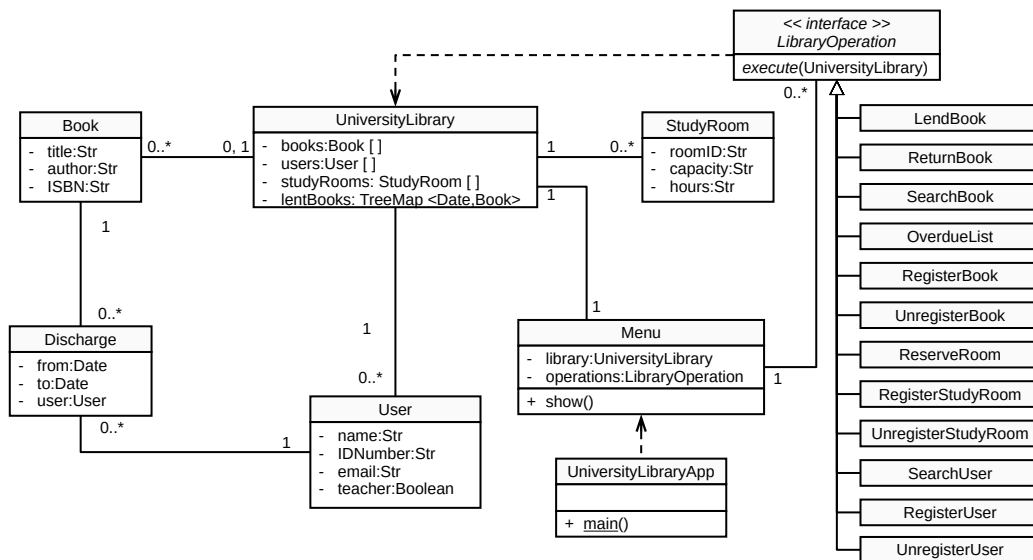 << interface >>
LibraryOperation
execute(UniversityLibrary)
0..*
Book
- title:Str
- author:Str
- ISBN:Str
0..*
0, 1
UniversityLibrary
- books:Book [ ]
- users:User [ ]
- studyRooms: StudyRoom [ ]
- lentBooks: TreeMap <Date,Book>
1
0..*
1
StudyRoom
- roomID:Str
- capacity:Str
- hours:Str
LendBook
ReturnBook
SearchBook
OverdueList
RegisterBook
UnregisterBook
ReserveRoom
RegisterStudyRoom
UnregisterStudyRoom
SearchUser
RegisterUser
UnregisterUser
1
0..*
Discharge
- from:Date
- to:Date
- user:User
0..*
1
1
0..*
User
- name:Str
- IDNumber:Str
- email:Str
- teacher:Boolean
1
Menu
- library:UniversityLibrary
- operations:LibraryOperation
+ show()
1
UniversityLibraryApp
+ main()